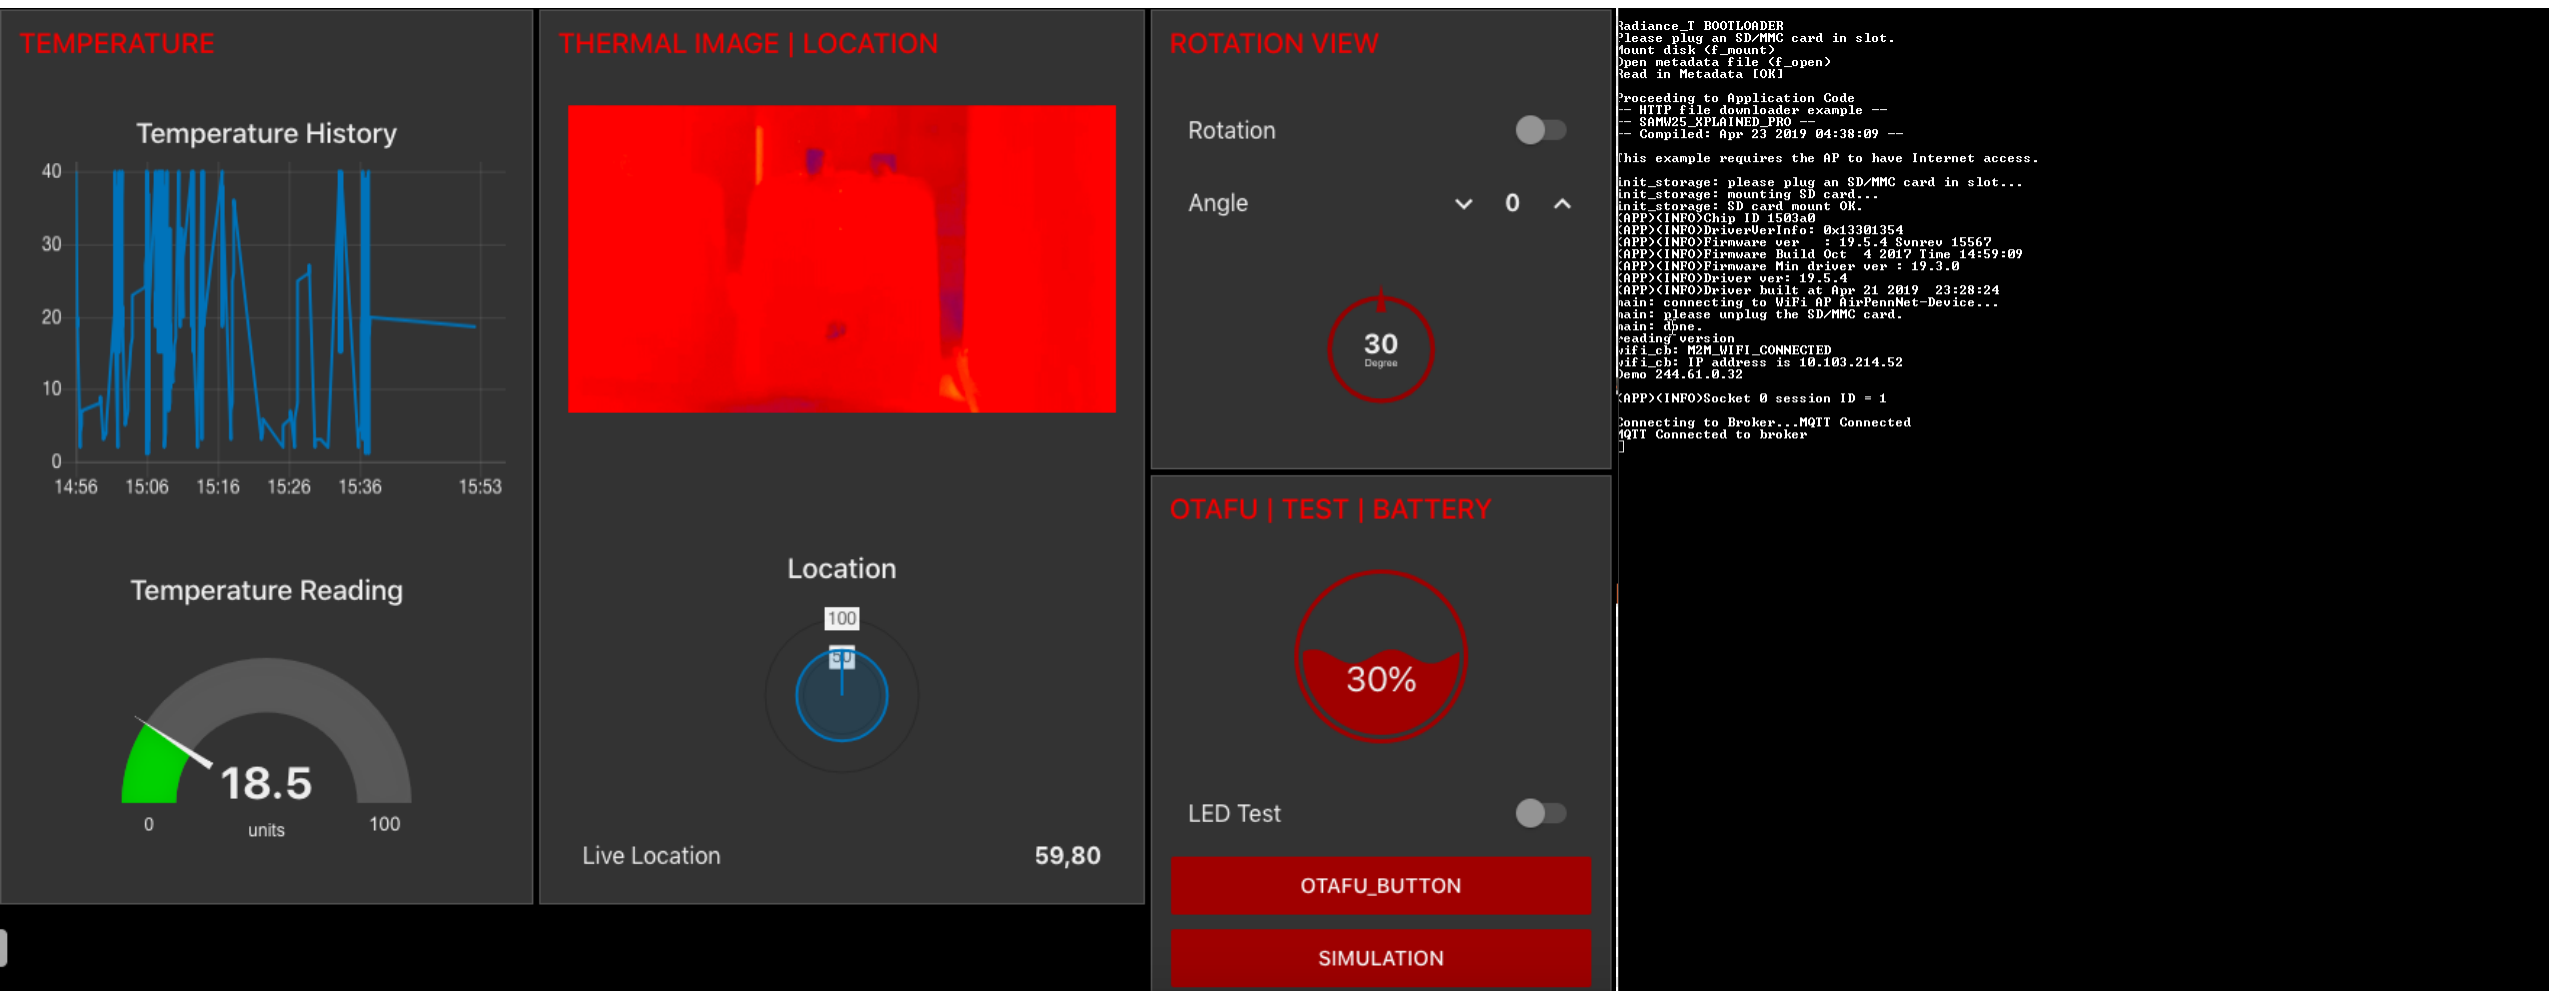 TEMPERATURE
Temperature History
40
30
20
10
0
14:56 15:06 15:16 15:26 15:36 15:53
Temperature Reading
18.5
0 units 100
THERMAL IMAGE | LOCATION
Location
100
50
Live Location 59,80
ROTATION VIEW
Rotation
Angle 0
30
Degree
OTAFU | TEST | BATTERY
30%
LED Test
OTAFU_BUTTON
SIMULATION
Radiance_T BOOTLOADER
Please plug an SD/MMC card in slot.
Mount disk (f_mount)
Open metadata file (f_open)
Read in Metadata [OK]
Proceeding to Application Code
-- HTTP file downloader example --
-- SAMW25_XPLAINED_PRO --
-- Compiled: Apr 23 2019 04:38:09 --
This example requires the AP to have Internet access.
init_storage: please plug an SD/MMC card in slot...
init_storage: mounting SD card...
init_storage: SD card mount OK.
(APP)(INFO)Chip ID 1503a0
(APP)(INFO)DriverVerInfo: 0x13301354
(APP)(INFO)Firmware ver   : 19.5.4 Svnrev 15567
(APP)(INFO)Firmware Build Oct  4 2017 Time 14:59:09
(APP)(INFO)Firmware Min driver ver : 19.3.0
(APP)(INFO)Driver ver: 19.5.4
(APP)(INFO)Driver built at Apr 21 2019  23:28:24
main: connecting to WiFi AP AirPennNet-Device...
main: please unplug the SD/MMC card.
main: done.
reading version
wifi_cb: M2M_WIFI_CONNECTED
wifi_cb: IP address is 10.103.214.52
Demo 244.61.0.32
(APP)(INFO)Socket 0 session ID = 1
Connecting to Broker...MQTT Connected
MQTT Connected to broker